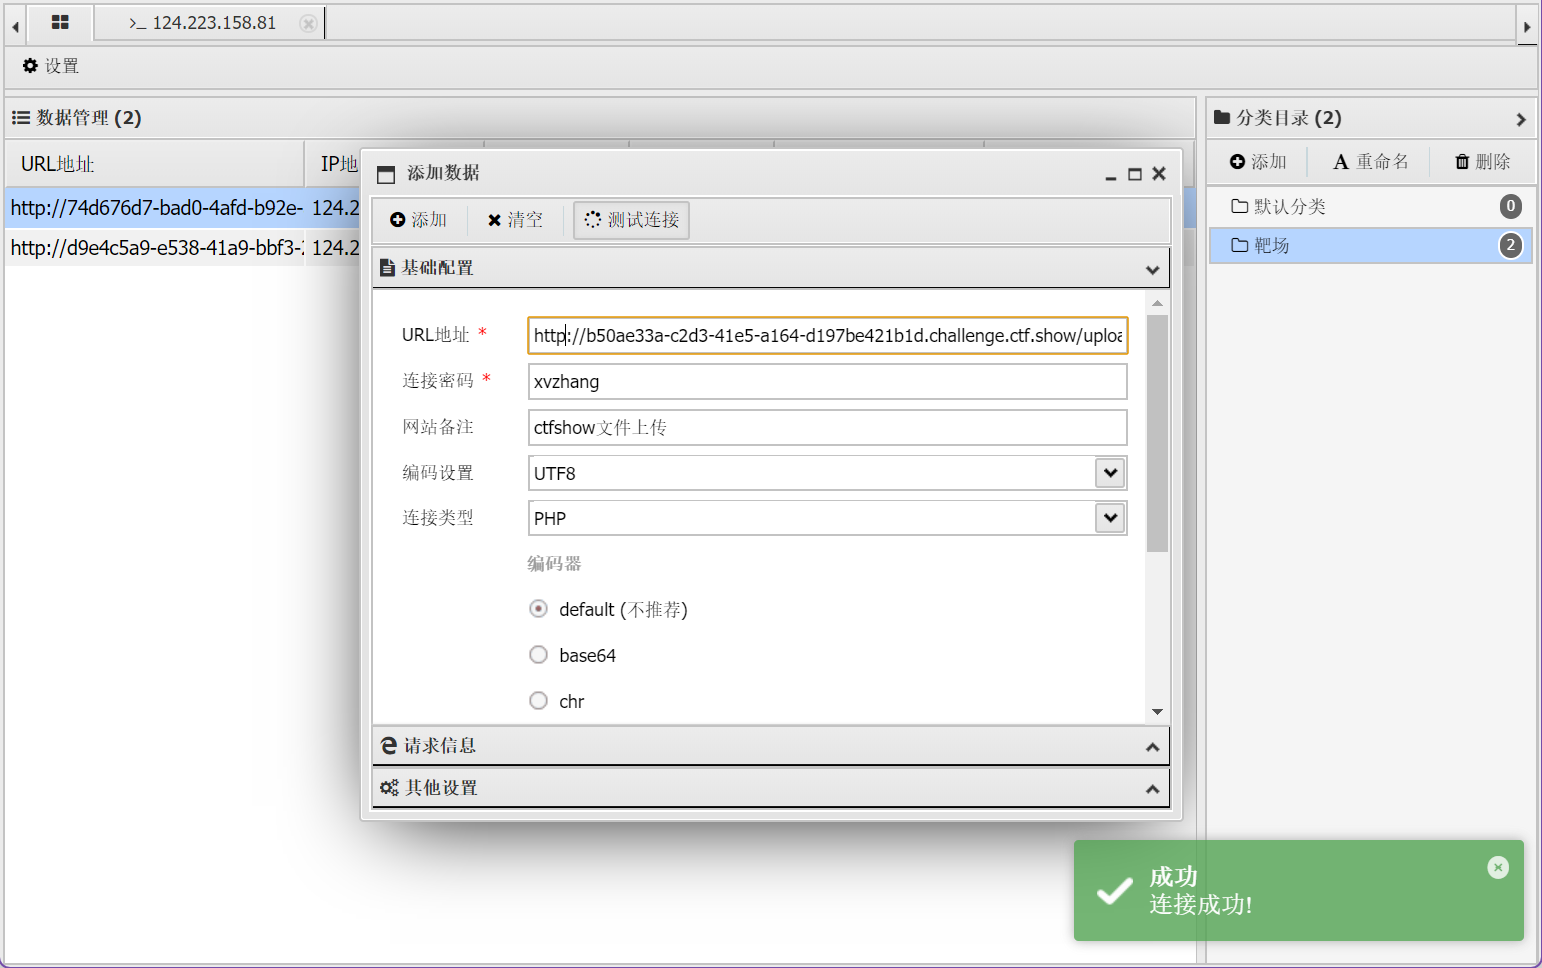 >_ 124.223.158.81
设置
数据管理 (2)
URL地址 IP地
http://74d676d7-bad0-4afd-b92e- 124.2
http://d9e4c5a9-e538-41a9-bbf3- 124.2
添加数据
添加 清空 测试连接
基础配置
URL地址 * http://b50ae33a-c2d3-41e5-a164-d197be421b1d.challenge.ctf.show/uploa
连接密码 * xvzhang
网站备注 ctfshow文件上传
编码设置 UTF8
连接类型 PHP
编码器
default (不推荐)
base64
chr
请求信息
其他设置
分类目录 (2)
添加 A 重命名 删除
默认分类 0
靶场 2
成功
连接成功!